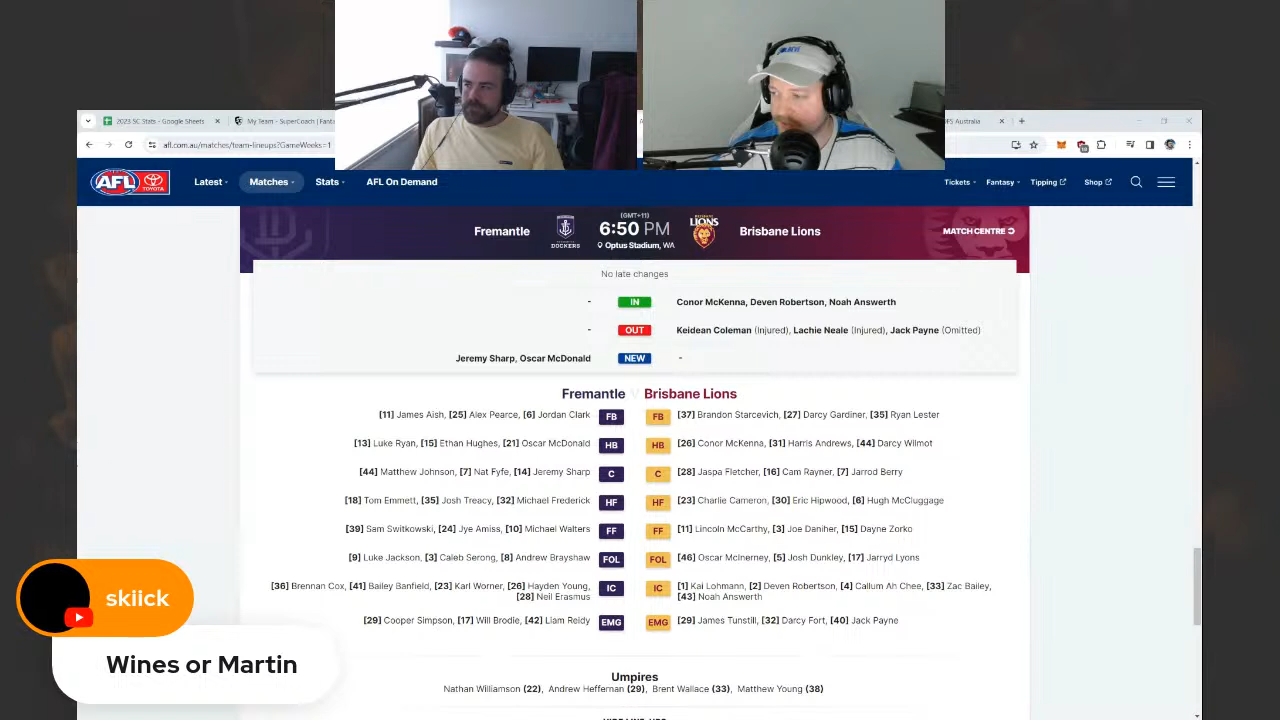 2023 SC Stats - Google Sheets
My Team - SuperCoach | Fanta
PS Australia
afl.com.au/matches/team-lineups?GameWeeks=1
AFL
TOYOTA
Latest
Matches
Stats
AFL On Demand
Tickets
Fantasy
Tipping
Shop
(GMT+11)
Fremantle
DOCKERS
6:50 PM
LIONS
Brisbane Lions
MATCH CENTRE
Optus Stadium, WA
No late changes
- IN Conor McKenna, Deven Robertson, Noah Answerth
- OUT Keidean Coleman (Injured), Lachie Neale (Injured), Jack Payne (Omitted)
Jeremy Sharp, Oscar McDonald NEW -
Fremantle V Brisbane Lions
[11] James Aish, [25] Alex Pearce, [6] Jordan Clark FB FB [37] Brandon Starcevich, [27] Darcy Gardiner, [35] Ryan Lester
[13] Luke Ryan, [15] Ethan Hughes, [21] Oscar McDonald HB HB [26] Conor McKenna, [31] Harris Andrews, [44] Darcy Wilmot
[44] Matthew Johnson, [7] Nat Fyfe, [14] Jeremy Sharp C C [28] Jaspa Fletcher, [16] Cam Rayner, [7] Jarrod Berry
[18] Tom Emmett, [35] Josh Treacy, [32] Michael Frederick HF HF [23] Charlie Cameron, [30] Eric Hipwood, [6] Hugh McCluggage
[39] Sam Switkowski, [24] Jye Amiss, [10] Michael Walters FF FF [11] Lincoln McCarthy, [3] Joe Daniher, [15] Dayne Zorko
[9] Luke Jackson, [3] Caleb Serong, [8] Andrew Brayshaw FOL FOL [46] Oscar McInerney, [5] Josh Dunkley, [17] Jarryd Lyons
[36] Brennan Cox, [41] Bailey Banfield, [23] Karl Worner, [26] Hayden Young, IC IC [1] Kai Lohmann, [2] Deven Robertson, [4] Callum Ah Chee, [33] Zac Bailey,
[28] Neil Erasmus [43] Noah Answerth
[29] Cooper Simpson, [17] Will Brodie, [42] Liam Reidy EMG EMG [29] James Tunstill, [32] Darcy Fort, [40] Jack Payne
Umpires
Nathan Williamson (22), Andrew Heffernan (29), Brent Wallace (33), Matthew Young (38)
skiick
Wines or Martin